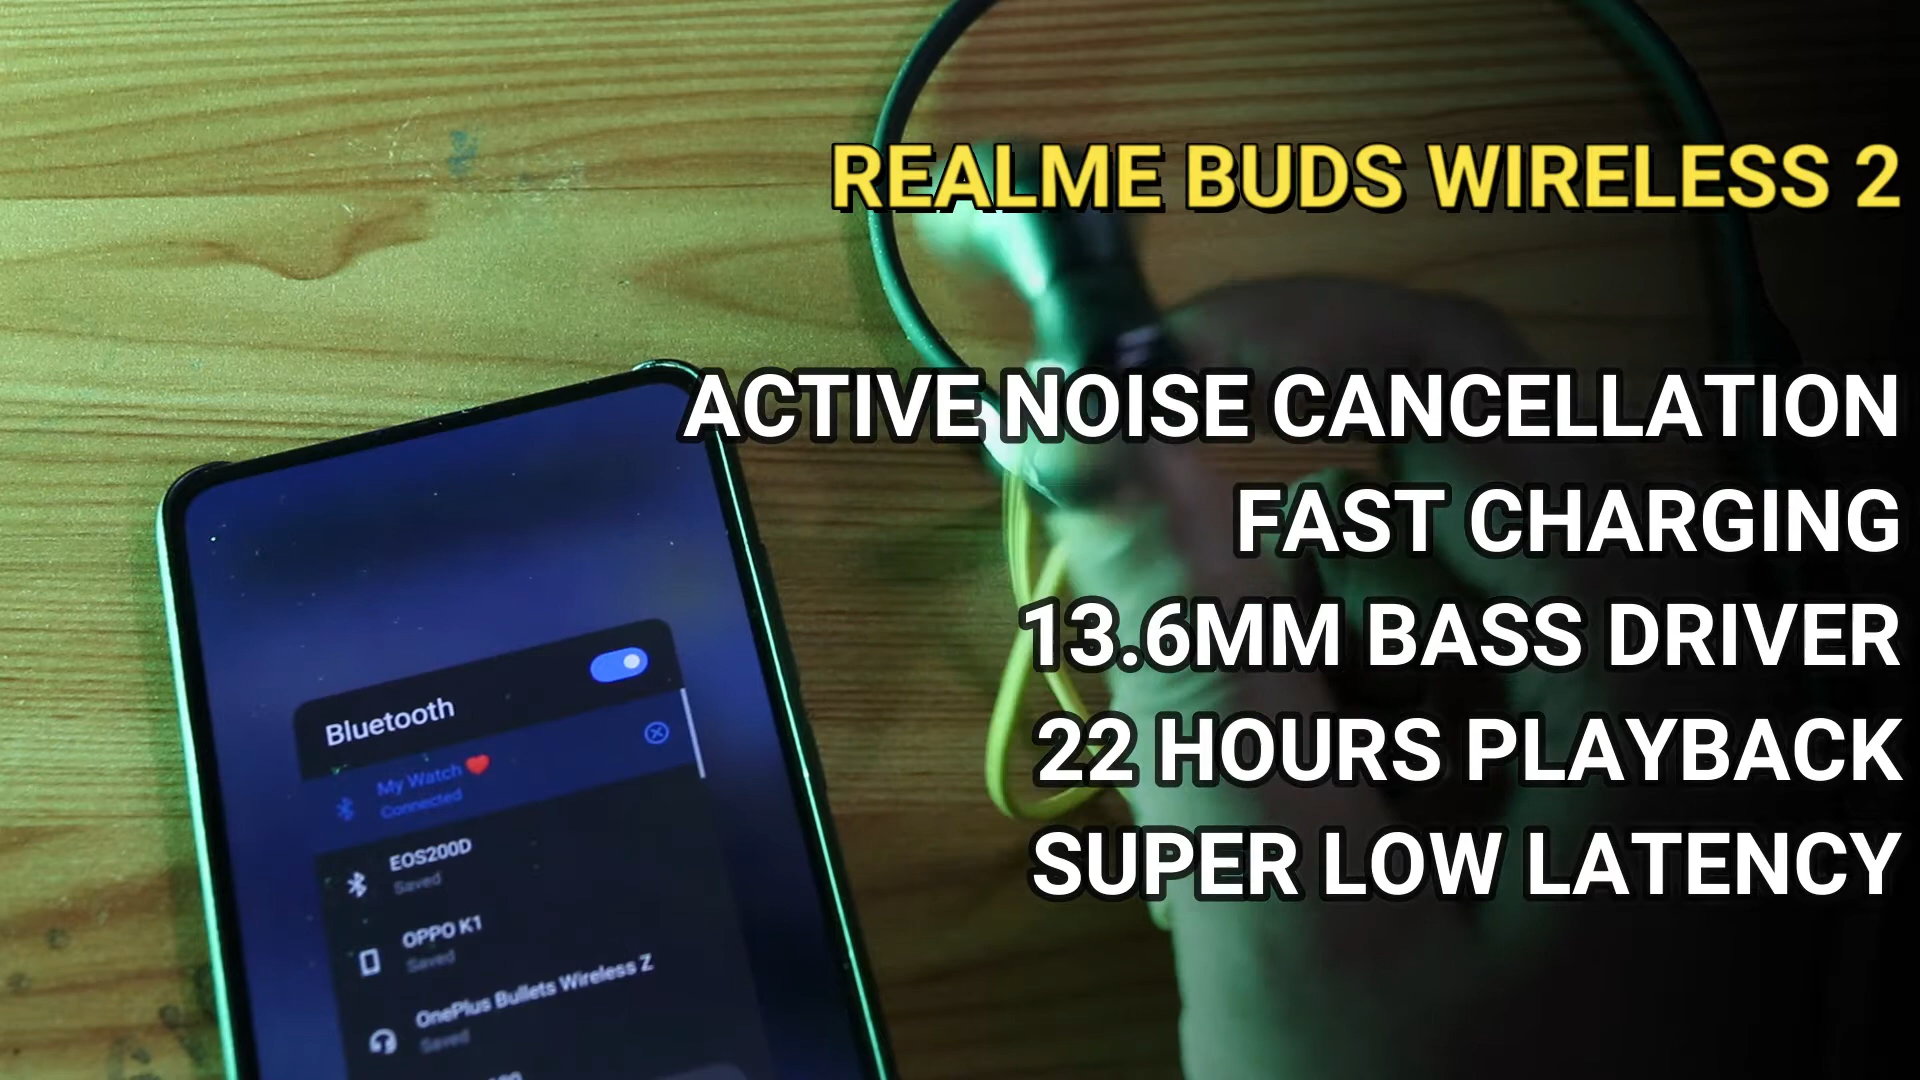 REALME BUDS WIRELESS 2
ACTIVE NOISE CANCELLATION
FAST CHARGING
13.6MM BASS DRIVER
22 HOURS PLAYBACK
SUPER LOW LATENCY
Bluetooth
My Watch ❤️
Connected
EOS200D
Saved
OPPO K1
Saved
OnePlus Bullets Wireless Z
Saved